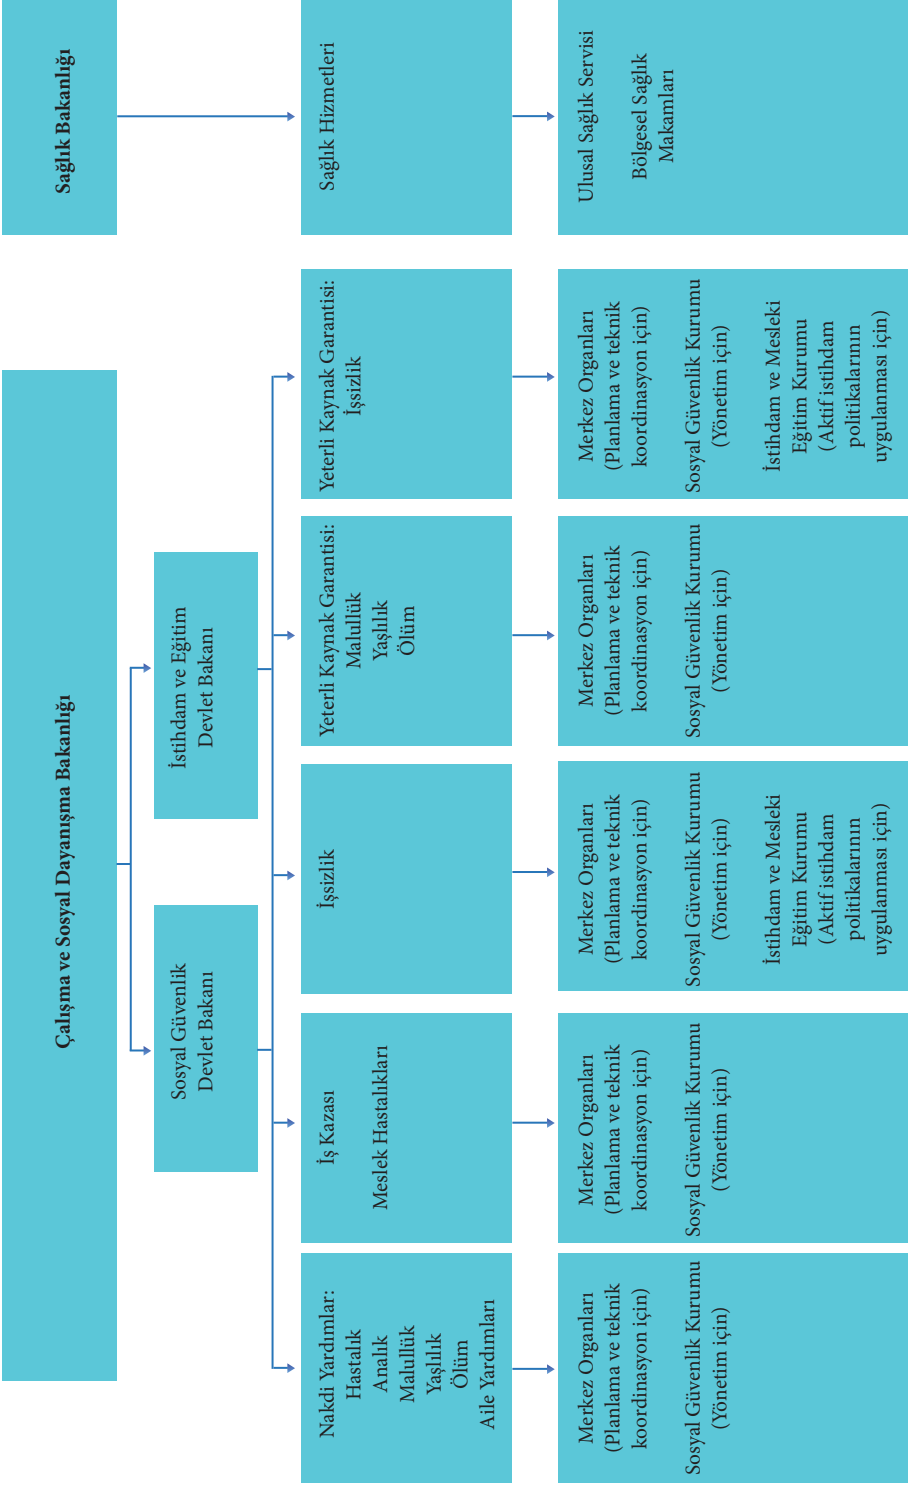 Çalışma ve Sosyal Dayanışma Bakanlığı
Sağlık Bakanlığı
Sosyal Güvenlik
Devlet Bakanı
İstihdam ve Eğitim
Devlet Bakanı
Nakdi Yardımlar:
Hastalık
Analık
Malullük
Yaşlılık
Ölüm
Aile Yardımları
İş Kazası
Meslek Hastalıkları
İşsizlik
Yeterli Kaynak Garantisi:
Malullük
Yaşlılık
Ölüm
Yeterli Kaynak Garantisi:
İşsizlik
Sağlık Hizmetleri
Merkez Organları
(Planlama ve teknik
koordinasyon için)
Sosyal Güvenlik Kurumu
(Yönetim için)
Merkez Organları
(Planlama ve teknik
koordinasyon için)
Sosyal Güvenlik Kurumu
(Yönetim için)
Merkez Organları
(Planlama ve teknik
koordinasyon için)
Sosyal Güvenlik Kurumu
(Yönetim için)
İstihdam ve Mesleki
Eğitim Kurumu
(Aktif istihdam
politikalarının
uygulanması için)
Merkez Organları
(Planlama ve teknik
koordinasyon için)
Sosyal Güvenlik Kurumu
(Yönetim için)
Merkez Organları
(Planlama ve teknik
koordinasyon için)
Sosyal Güvenlik Kurumu
(Yönetim için)
İstihdam ve Mesleki
Eğitim Kurumu
(Aktif istihdam
politikalarının
uygulanması için)
Ulusal Sağlık Servisi
Bölgesel Sağlık
Makamları